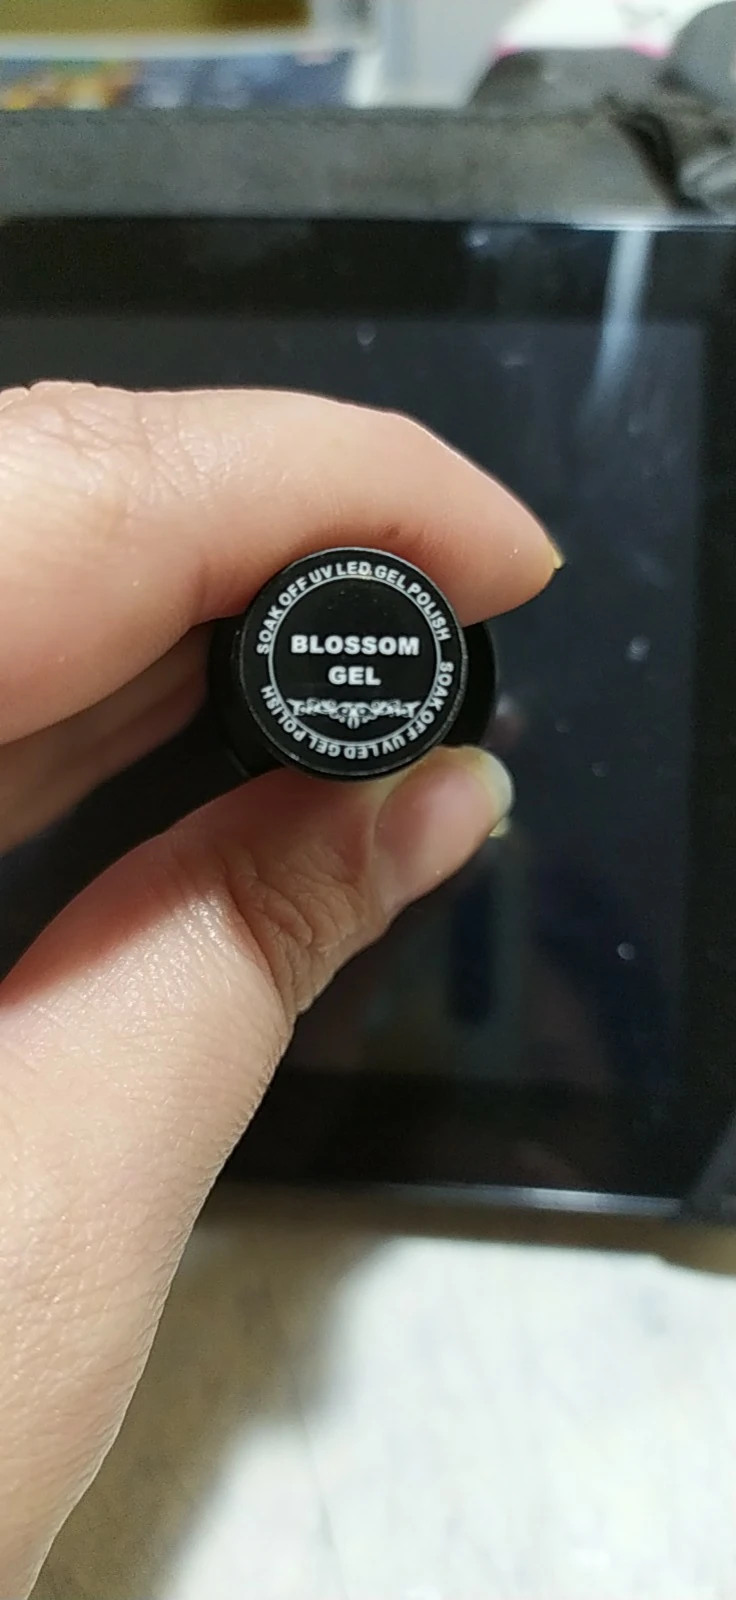 SOAK OFF UV LED GEL POLISH
BLOSSOM
GEL
SOAK OFF UV LED GEL POLISH